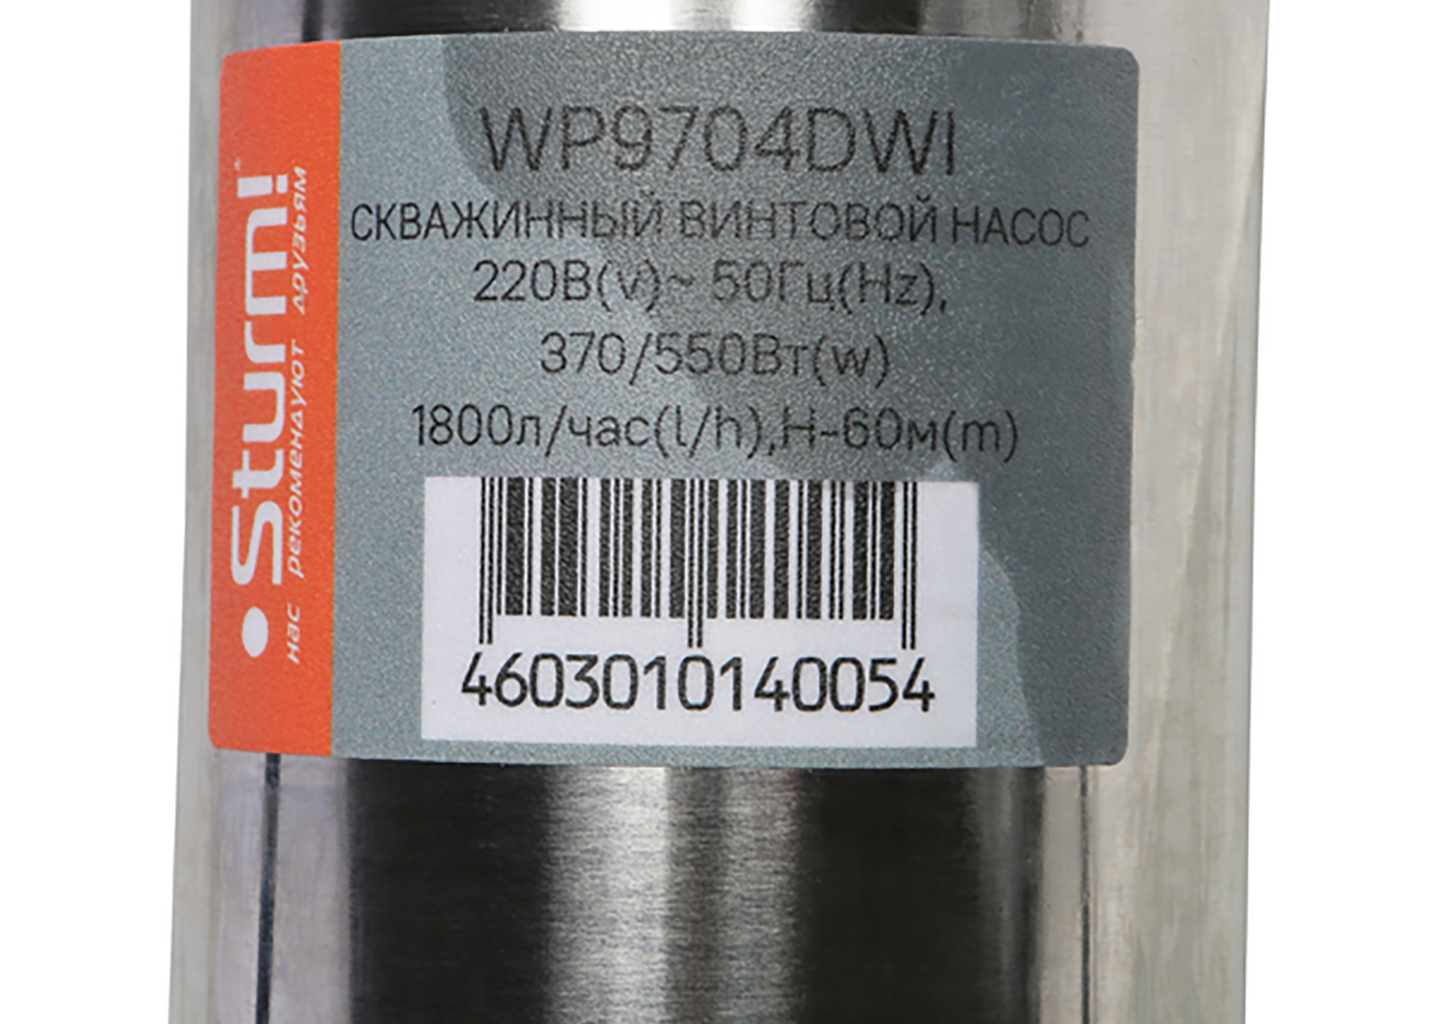 Sturm!
нас рекомендуют друзьям
WP9704DWI
СКВАЖИННЫЙ ВИНТОВОЙ НАСОС
220В(v)~ 50Гц(Hz),
370/550Вт(w)
1800л/час(l/h),Н-60м(m)
4603010140054